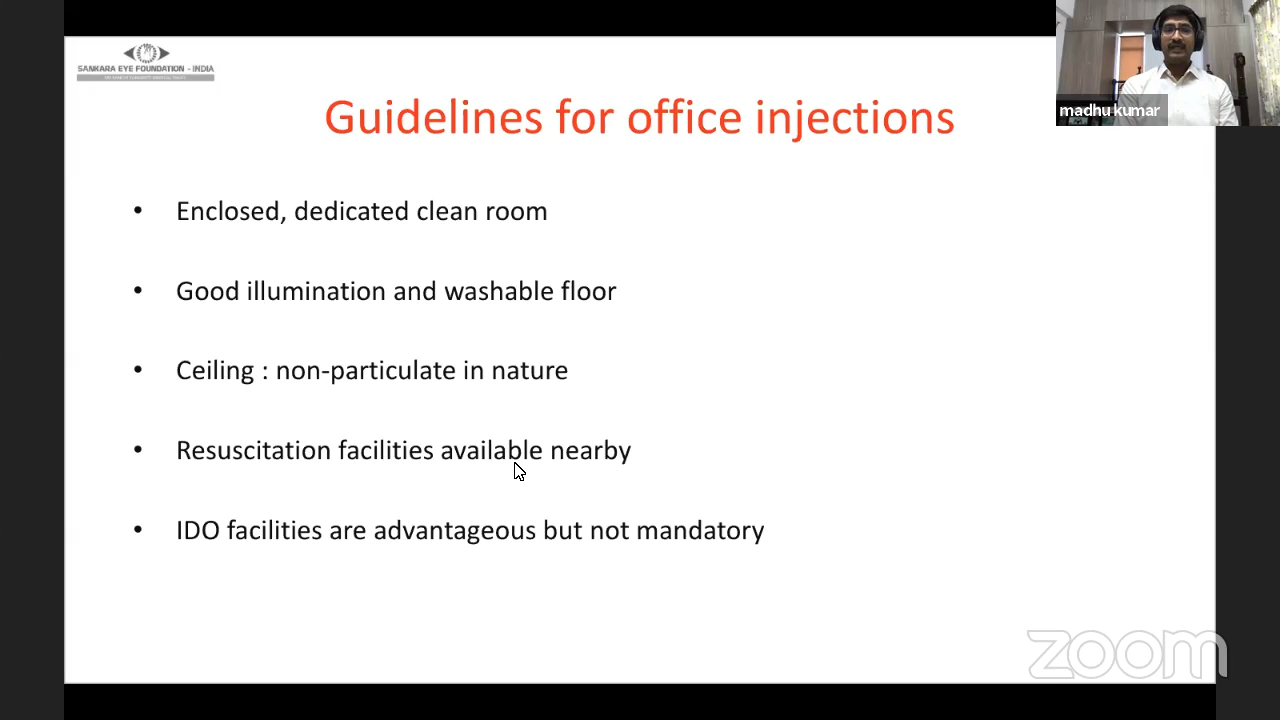 SANKARA EYE FOUNDATION - INDIA
madhu kumar
Guidelines for office injections
• Enclosed, dedicated clean room
• Good illumination and washable floor
• Ceiling : non-particulate in nature
• Resuscitation facilities available nearby
• IDO facilities are advantageous but not mandatory
zoom